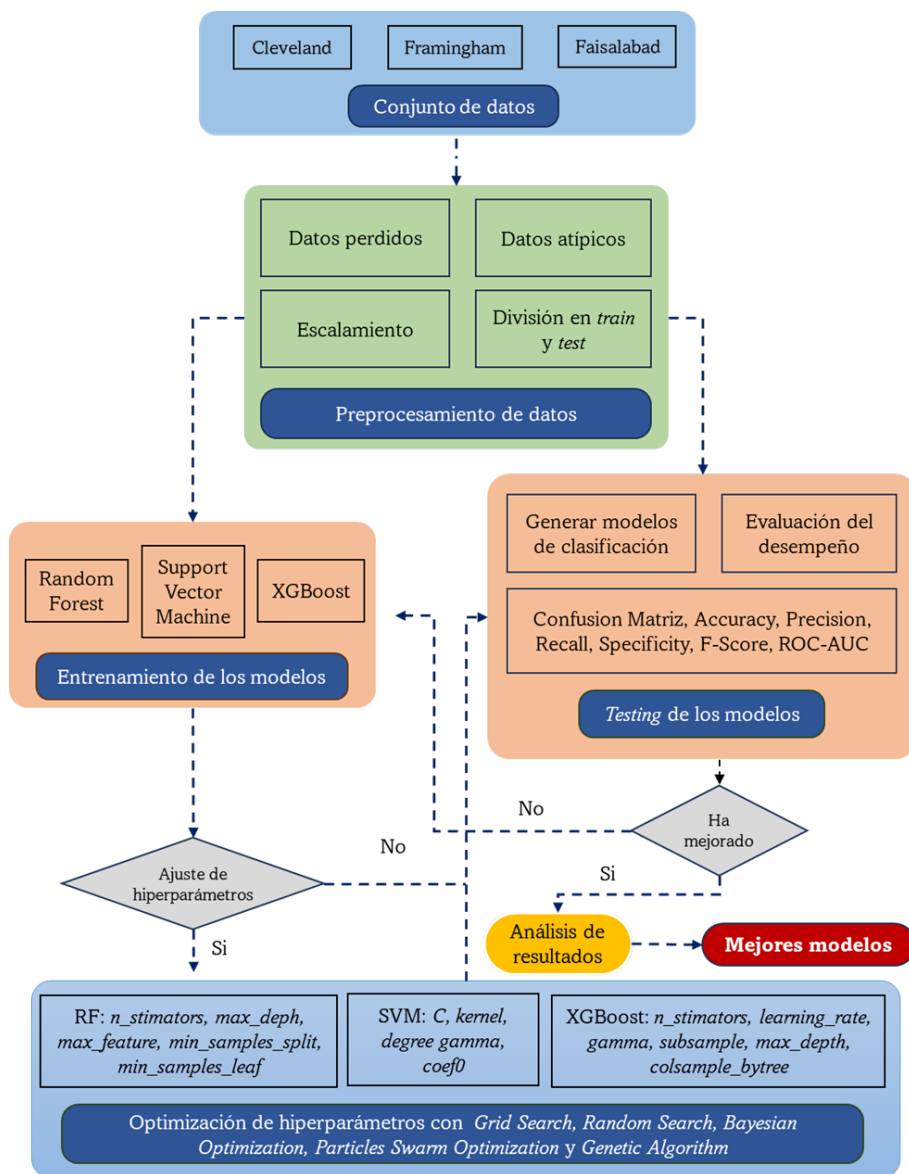 Cleveland
Framingham
Faisalabad
Conjunto de datos
Datos perdidos
Datos atípicos
Escalamiento
División en train
y test
Preprocesamiento de datos
Random
Forest
Support
Vector
Machine
XGBoost
Entrenamiento de los modelos
Generar modelos
de clasificación
Evaluación del
desempeño
Confusion Matriz, Accuracy, Precision,
Recall, Specificity, F-Score, ROC-AUC
Testing de los modelos
Ha
mejorado
No
Si
Ajuste de
hiperparámetros
No
Si
Análisis de
resultados
Mejores modelos
RF: n_stimators, max_deph,
max_feature, min_samples_split,
min_samples_leaf
SVM: C, kernel,
degree gamma,
coef0
XGBoost: n_stimators, learning_rate,
gamma, subsample, max_depth,
colsample_bytree
Optimización de hiperparámetros con Grid Search, Random Search, Bayesian
Optimization, Particles Swarm Optimization y Genetic Algorithm